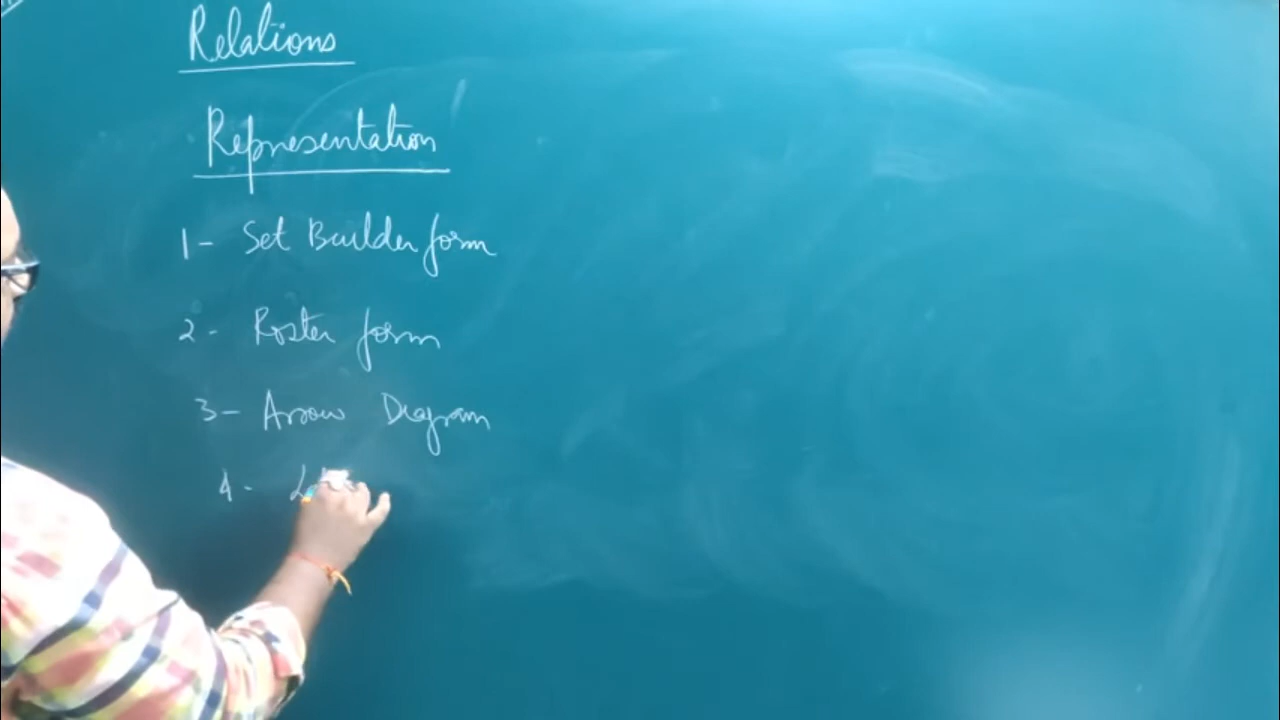 Relations
Representation
1- Set Builder form
2- Roster form
3- Arrow Diagram
4-